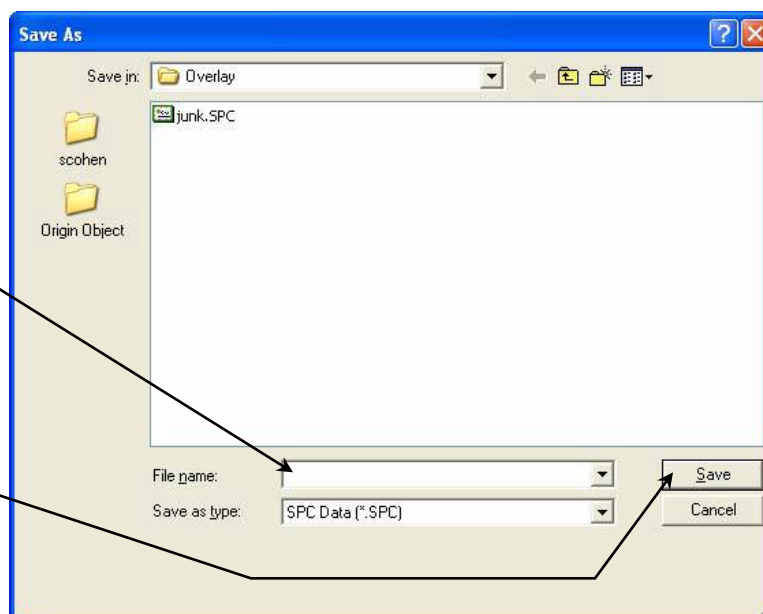 Save As
Save in: Overlay
junk.SPC
scohen
Origin Object
File name:
Save
Save as type: SPC Data (*.SPC)
Cancel